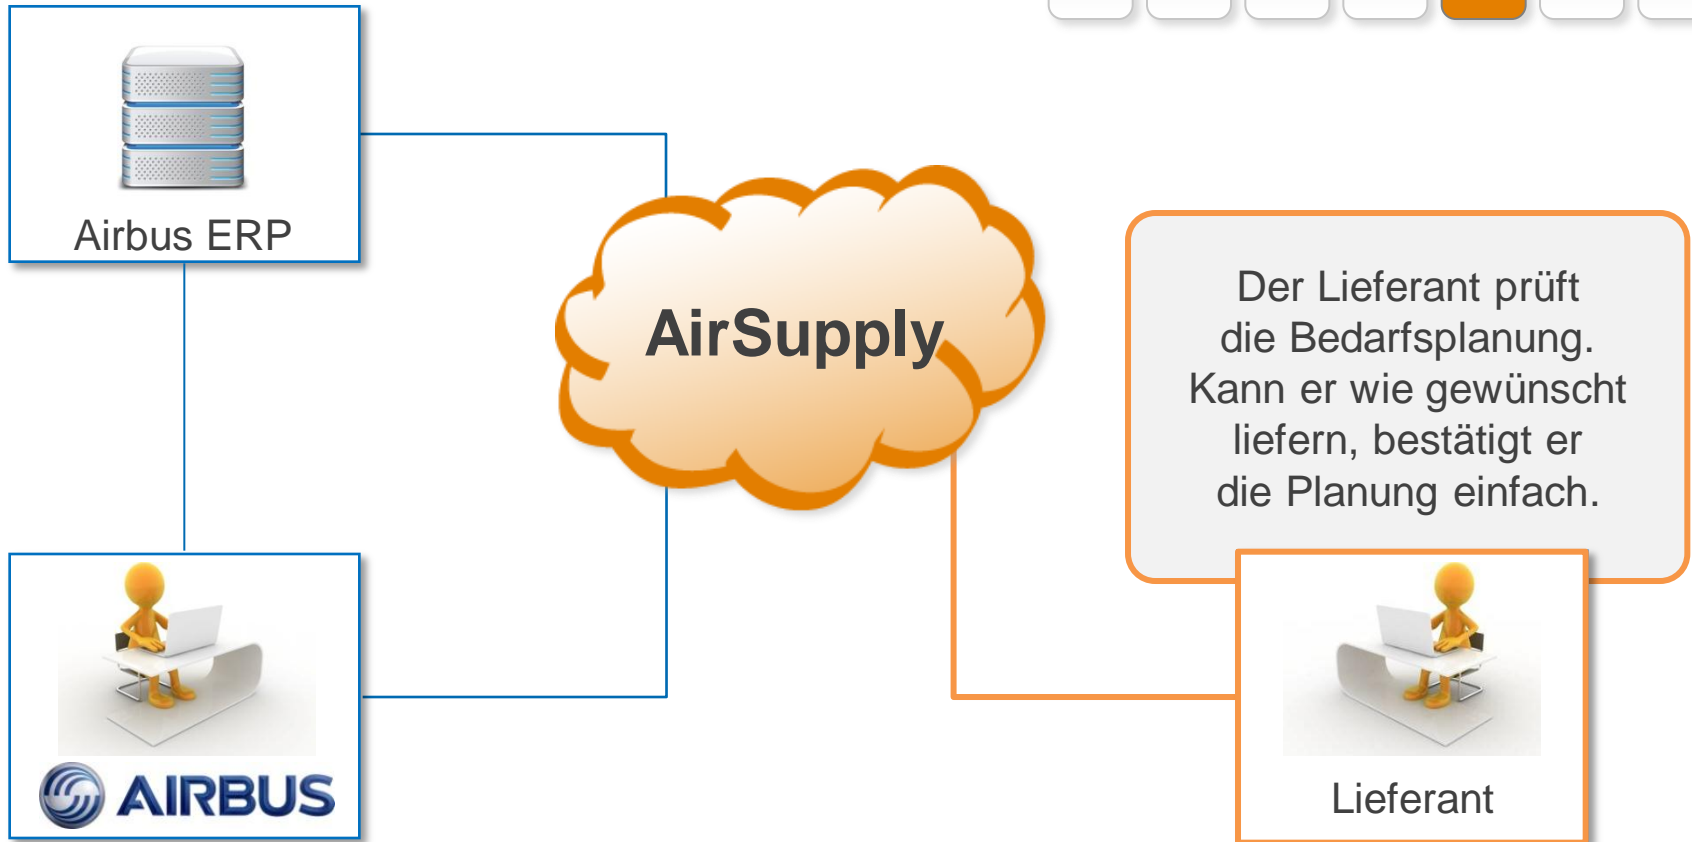 Airbus ERP
AirSupply
Der Lieferant prüft
die Bedarfsplanung.
Kann er wie gewünscht
liefern, bestätigt er
die Planung einfach.
AIRBUS
Lieferant